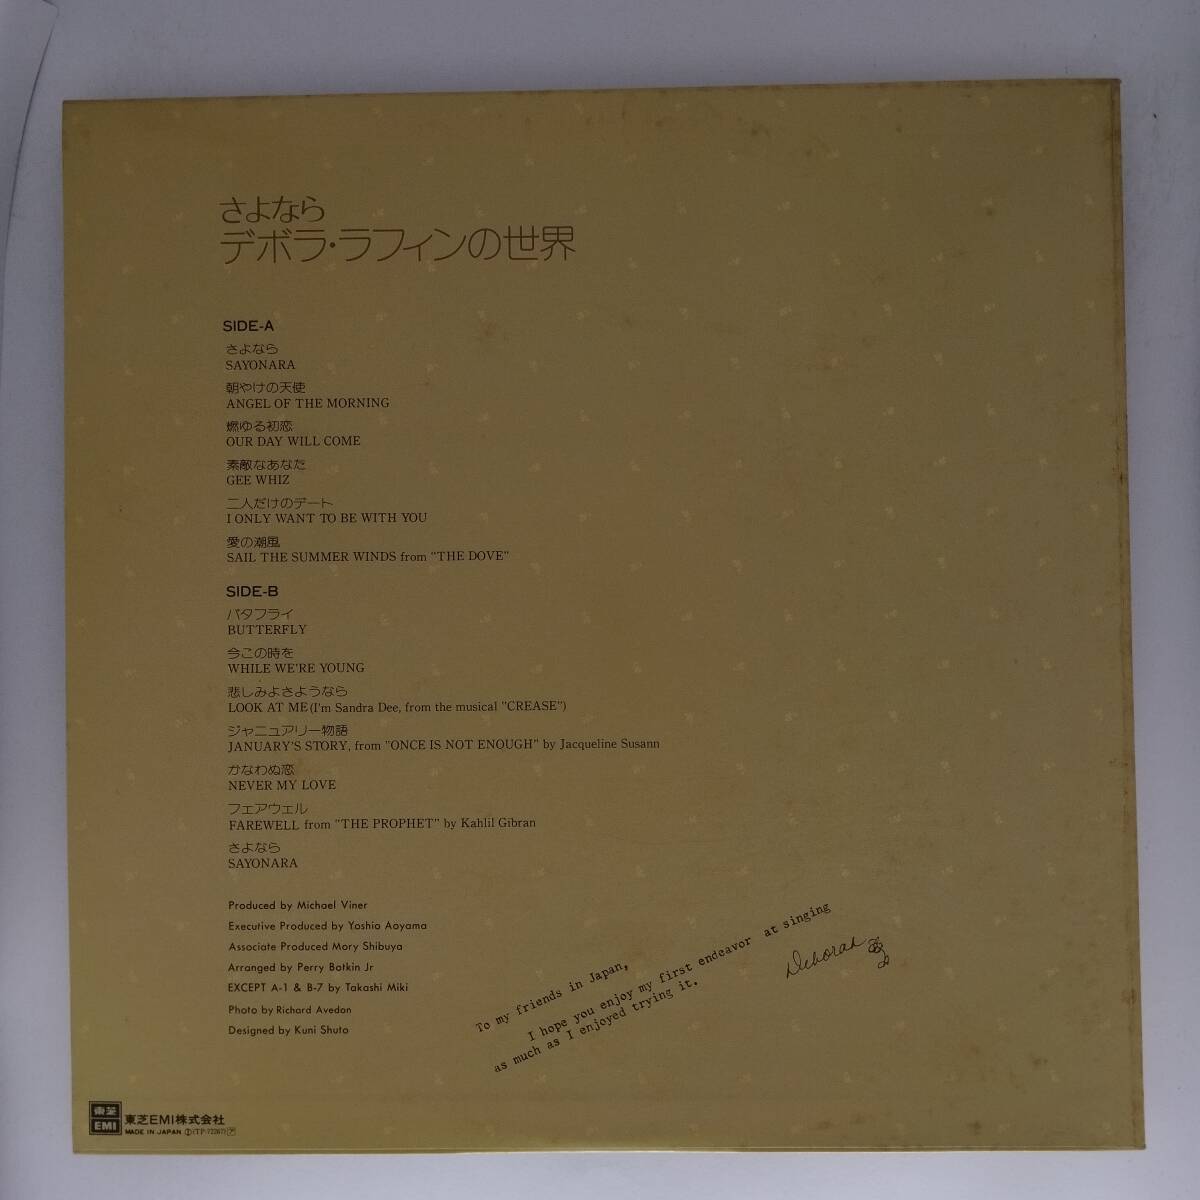 さよなら
デボラ・ラフィンの世界
SIDE-A
さよなら
SAYONARA
朝やけの天使
ANGEL OF THE MORNING
燃ゆる初恋
OUR DAY WILL COME
素敵なあなた
GEE WHIZ
二人だけのデート
I ONLY WANT TO BE WITH YOU
愛の潮風
SAIL THE SUMMER WINDS from "THE DOVE"
SIDE-B
バタフライ
BUTTERFLY
今この時を
WHILE WE'RE YOUNG
悲しみよさようなら
LOOK AT ME (I'm Sandra Dee, from the musical "CREASE")
ジャニュアリー物語
JANUARY'S STORY, from "ONCE IS NOT ENOUGH" by Jacqueline Susann
かなわぬ恋
NEVER MY LOVE
フェアウェル
FAREWELL from "THE PROPHET" by Kahlil Gibran
さよなら
SAYONARA
Produced by Michael Viner
Executive Produced by Yoshio Aoyama
Associate Produced Mory Shibuya
Arranged by Perry Botkin Jr
EXCEPT A-1 & B-7 by Takashi Miki
Photo by Richard Avedon
Designed by Kuni Shuto
To my friends in Japan,
I hope you enjoy my first endeavor at singing
as much as I enjoyed trying it.
Deborah
東芝
EMI
東芝EMI株式会社
MADE IN JAPAN